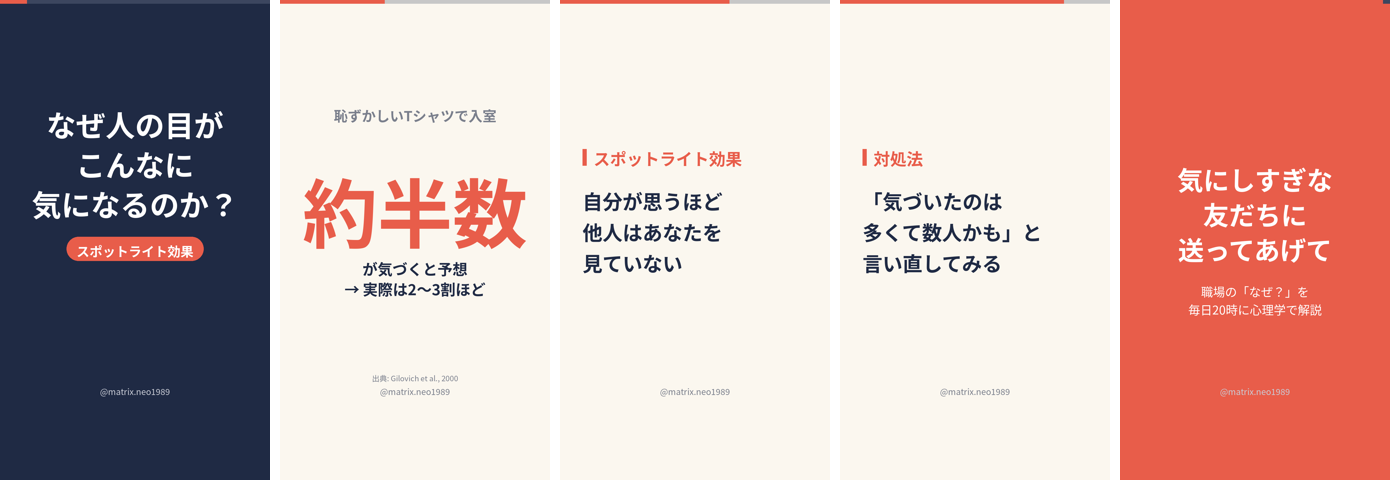 なぜ人の目が
こんなに
気になるのか？
スポットライト効果
@matrix.neo1989
恥ずかしいTシャツで入室
約半数
が気づくと予想
→ 実際は2〜3割ほど
出典: Gilovich et al., 2000
@matrix.neo1989
スポットライト効果
自分が思うほど
他人はあなたを
見ていない
@matrix.neo1989
対処法
「気づいたのは
多くて数人かも」と
言い直してみる
@matrix.neo1989
気にしすぎな
友だちに
送ってあげて
職場の「なぜ？」を
毎日20時に心理学で解説
@matrix.neo1989